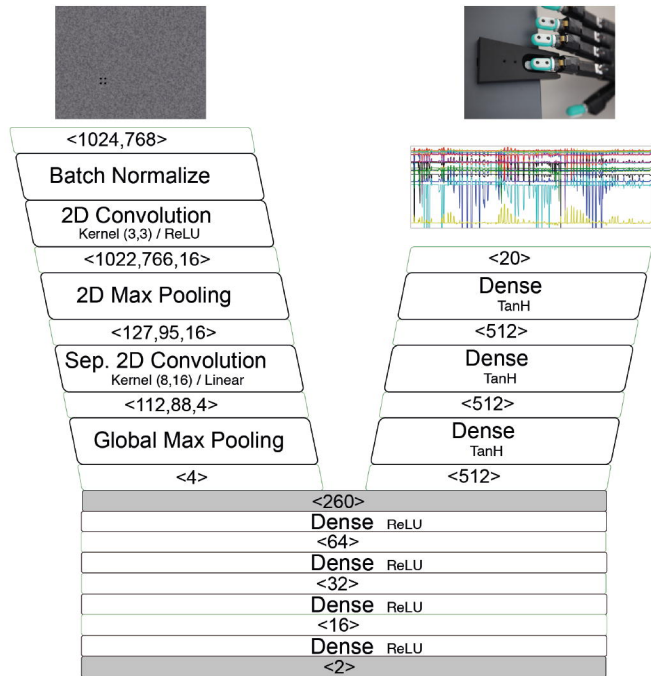 <1024,768>
Batch Normalize
2D Convolution
Kernel (3,3) / ReLU
<1022,766,16>
2D Max Pooling
<127,95,16>
Sep. 2D Convolution
Kernel (8,16) / Linear
<112,88,4>
Global Max Pooling
<4>
<20>
Dense
TanH
<512>
Dense
TanH
<512>
Dense
TanH
<512>
<260>
Dense ReLU
<64>
Dense ReLU
<32>
Dense ReLU
<16>
Dense ReLU
<2>